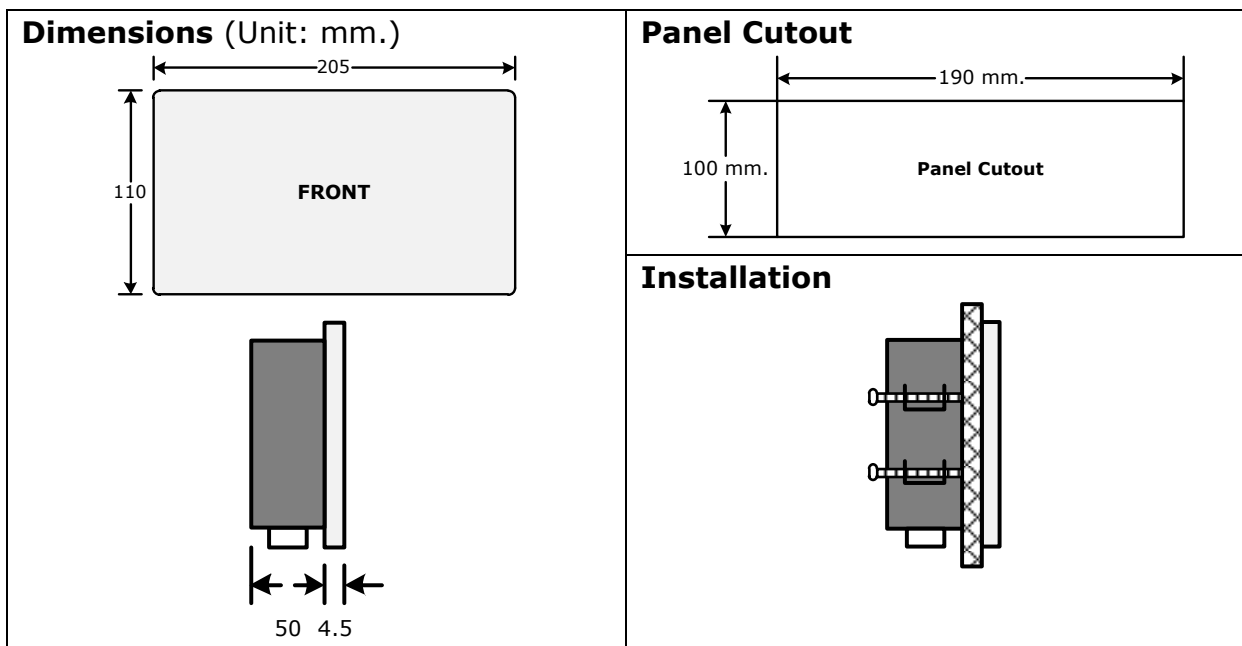 Dimensions (Unit: mm.)
205
110
FRONT
50 4.5
Panel Cutout
190 mm.
100 mm.
Panel Cutout
Installation